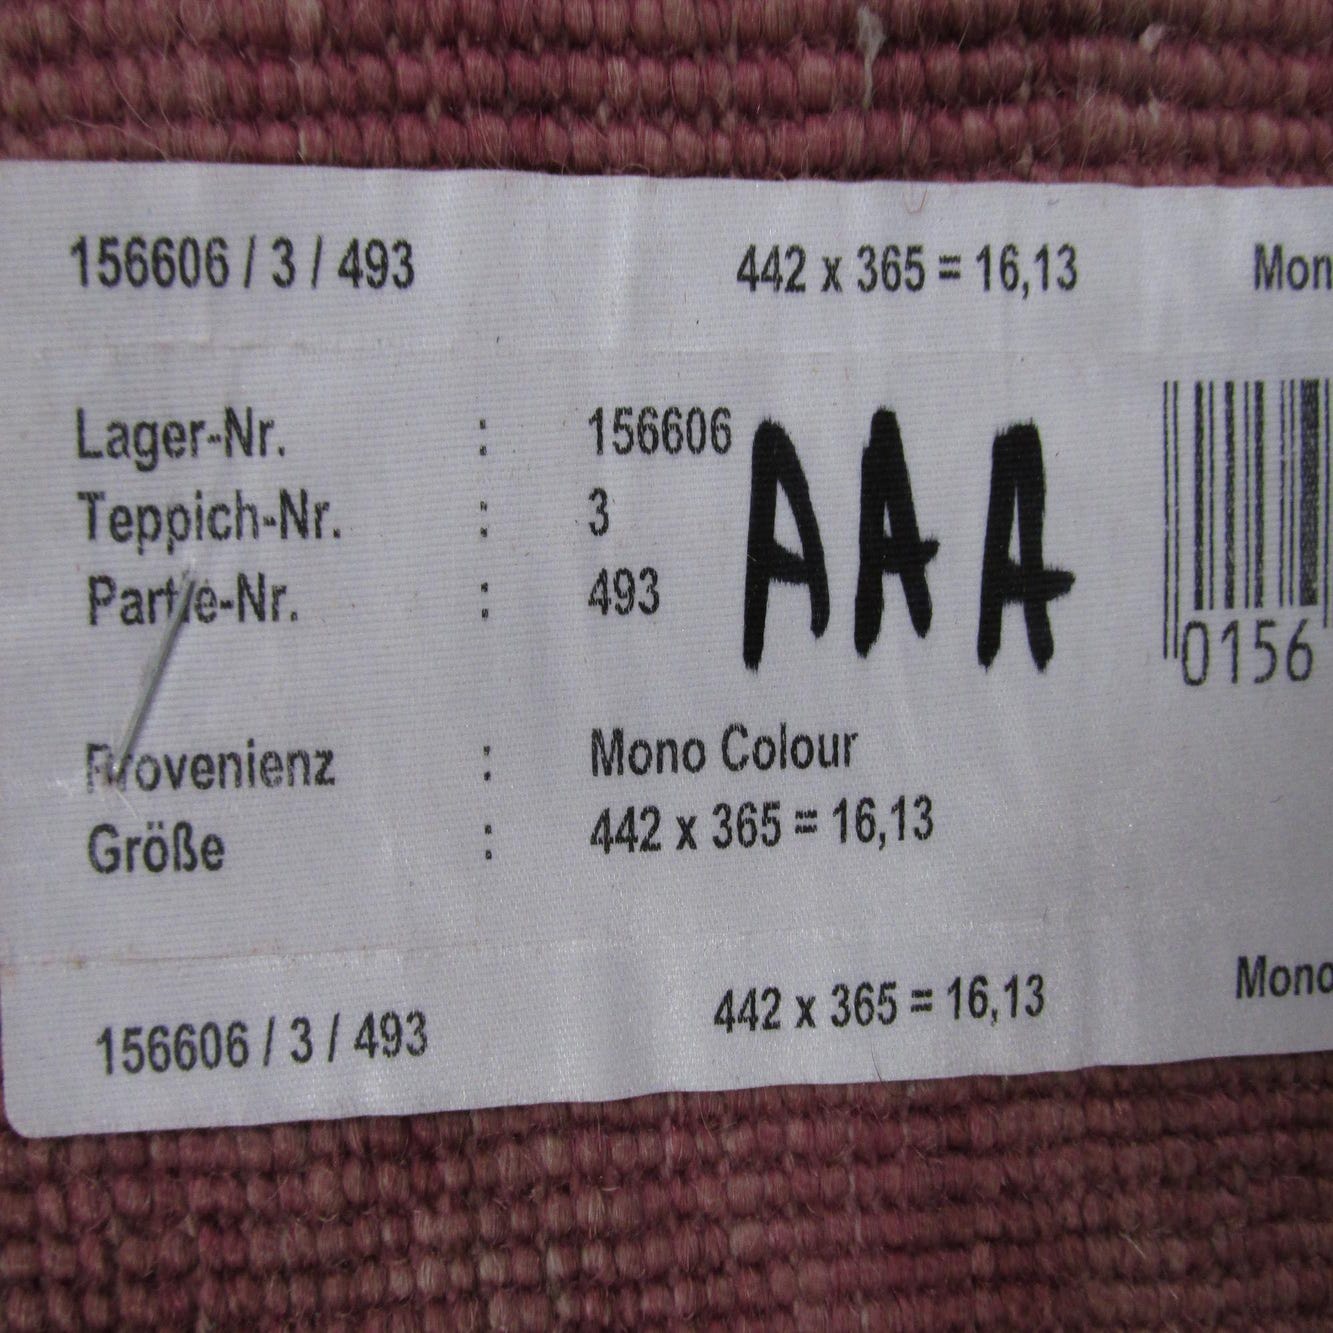 156606 / 3 / 493 442 x 365 = 16,13 Mon
Lager-Nr. : 156606
Teppich-Nr. : 3
Partie-Nr. : 493
AAA
0156
Provenienz : Mono Colour
Größe : 442 x 365 = 16,13
156606 / 3 / 493 442 x 365 = 16,13 Mono